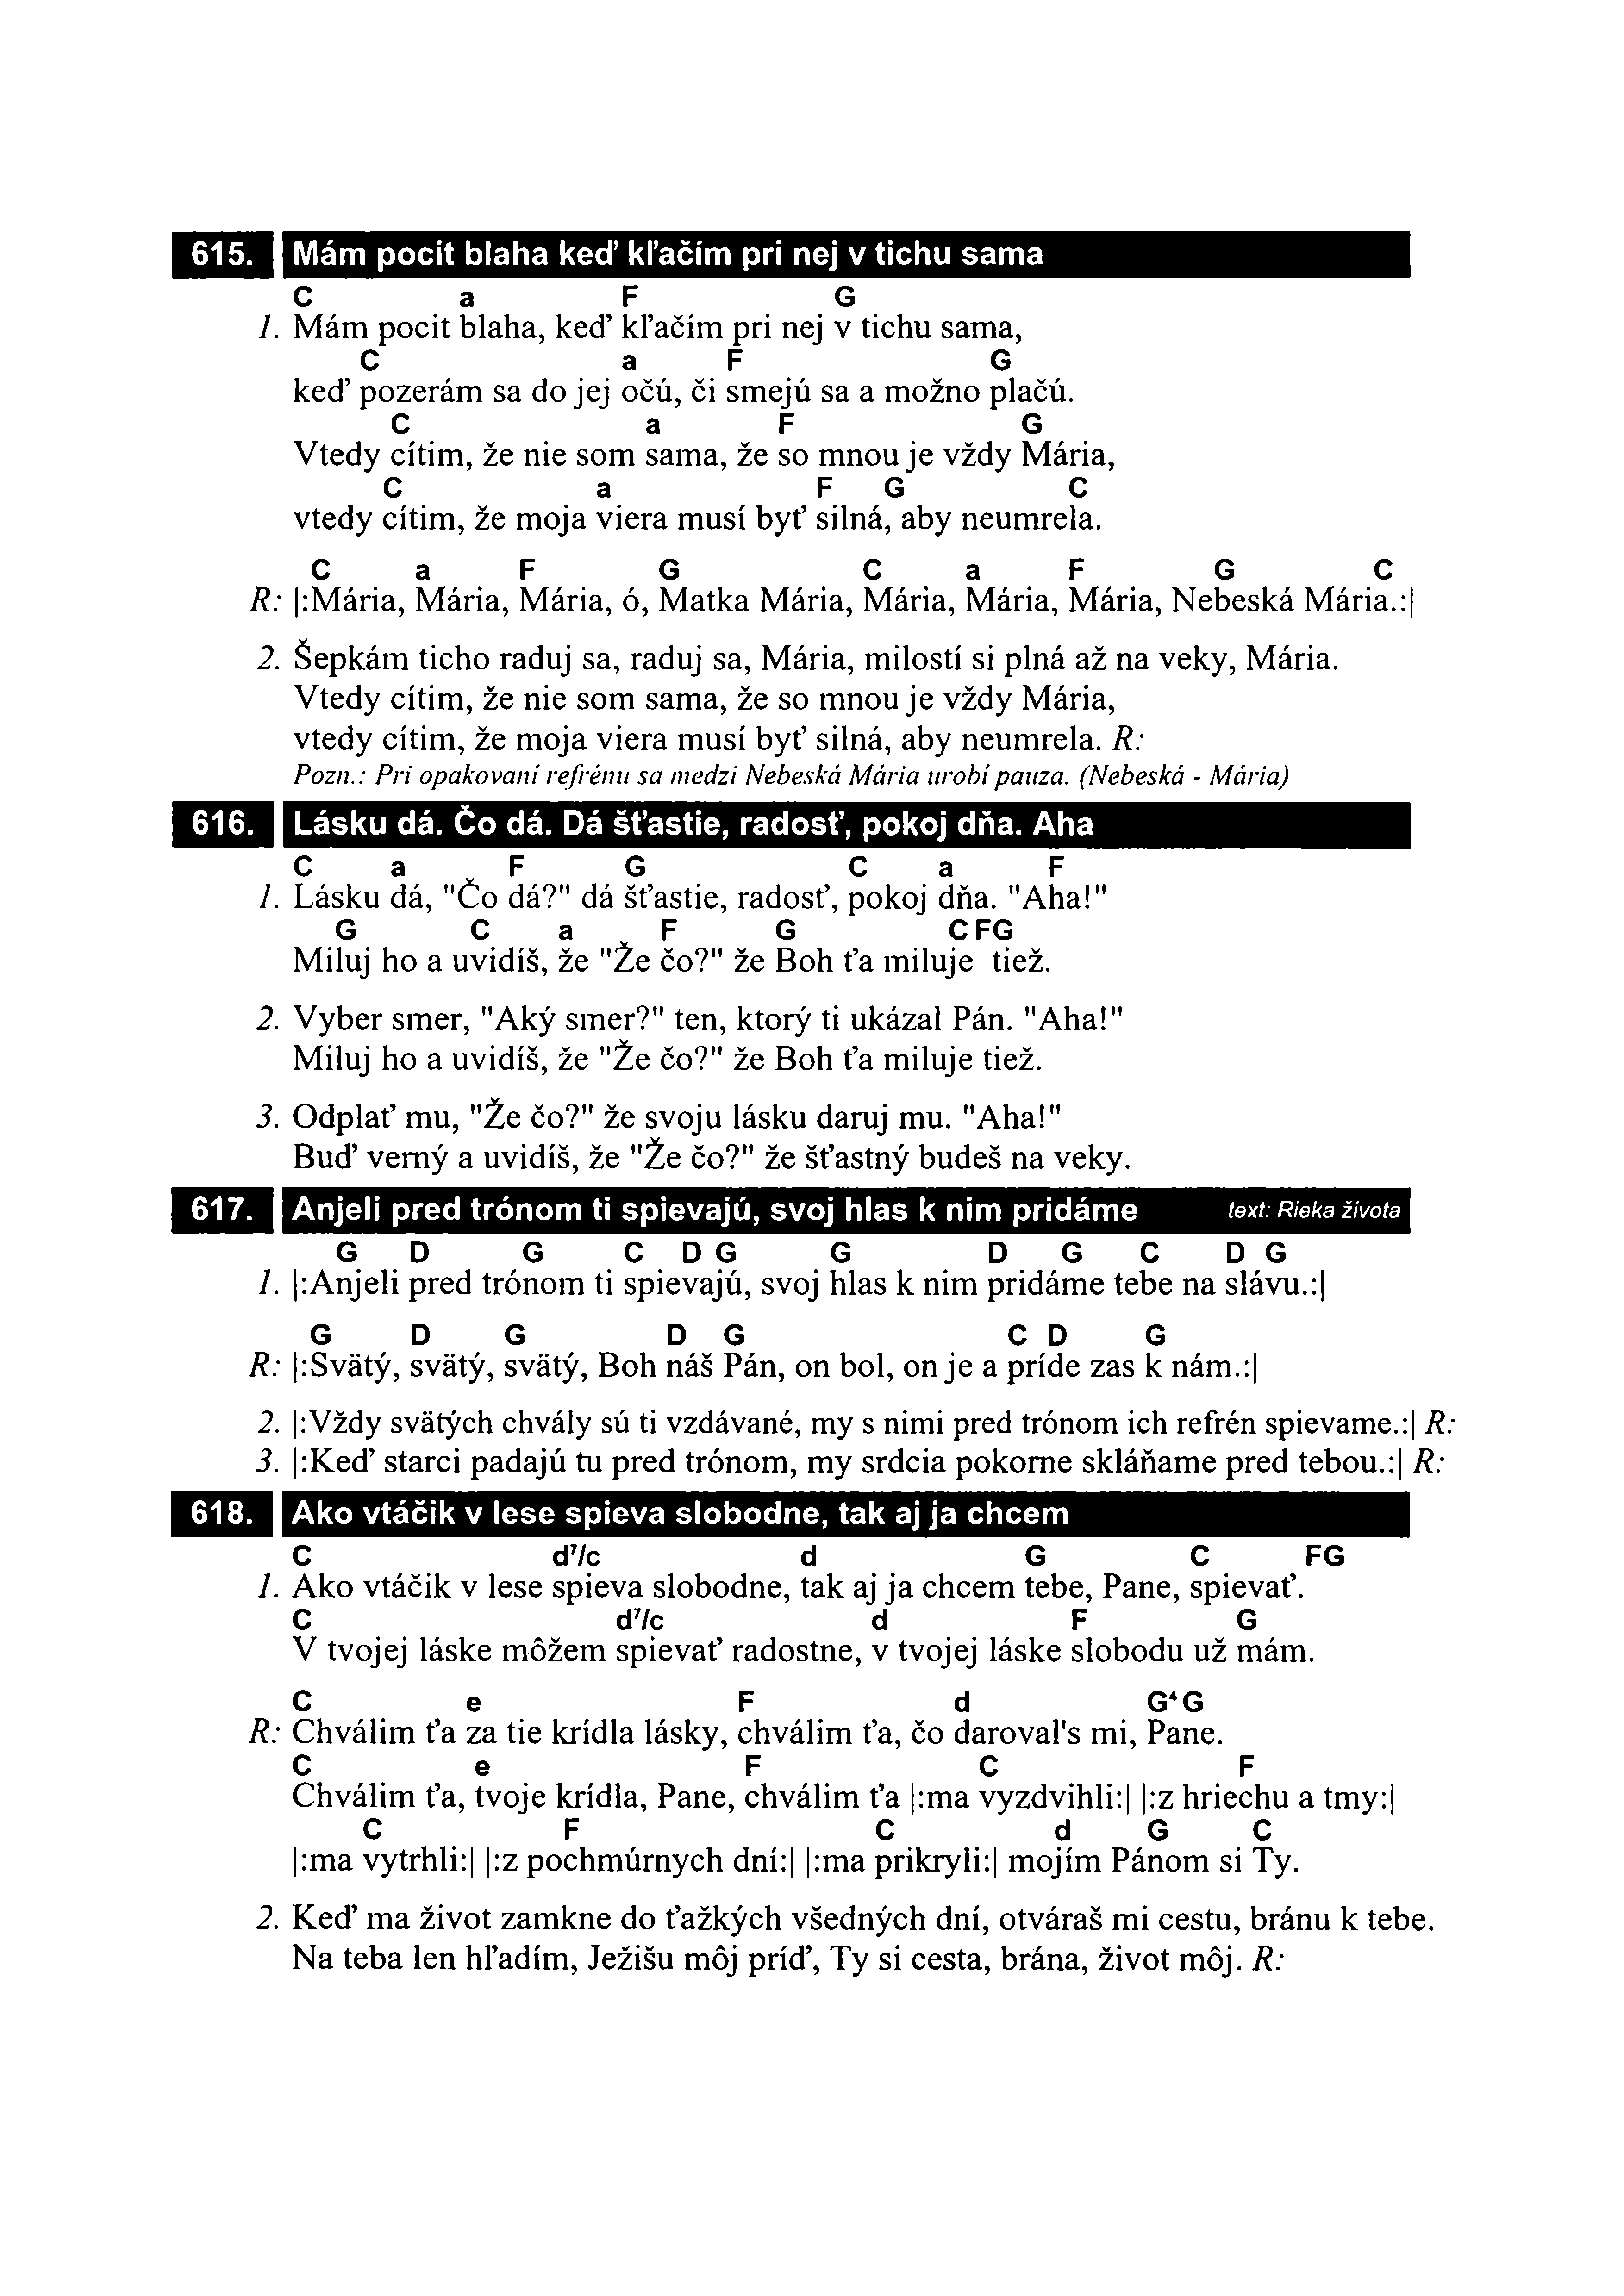 615. Mám pocit blaha keď kľačím pri nej v tichu sama
C a F G
1. Mám pocit blaha, keď kľačím pri nej v tichu sama,
C a F G
keď pozerám sa do jej očú, či smejú sa a možno plačú.
C a F G
Vtedy cítim, že nie som sama, že so mnou je vždy Mária,
C a F G C
vtedy cítim, že moja viera musí byť silná, aby neumrela.
C a F G C a F G C
R: |:Mária, Mária, Mária, ó, Matka Mária, Mária, Mária, Mária, Nebeská Mária.:|
2. Šepkám ticho raduj sa, raduj sa, Mária, milostí si plná až na veky, Mária.
Vtedy cítim, že nie som sama, že so mnou je vždy Mária,
vtedy cítim, že moja viera musí byť silná, aby neumrela. R:
Pozn.: Pri opakovaní refrénu sa medzi Nebeská Mária urobí pauza. (Nebeská - Mária)
616. Lásku dá. Čo dá. Dá šťastie, radosť, pokoj dňa. Aha
C a F G C a F
1. Lásku dá, "Čo dá?" dá šťastie, radosť, pokoj dňa. "Aha!"
G C a F G C F G
Miluj ho a uvidíš, že "Že čo?" že Boh ťa miluje tiež.
2. Vyber smer, "Aký smer?" ten, ktorý ti ukázal Pán. "Aha!"
Miluj ho a uvidíš, že "Že čo?" že Boh ťa miluje tiež.
3. Odplať mu, "Že čo?" že svoju lásku daruj mu. "Aha!"
Buď verný a uvidíš, že "Že čo?" že šťastný budeš na veky.
617. Anjeli pred trónom ti spievajú, svoj hlas k nim pridáme text: Rieka života
G D G C D G G D G C D G
1. |:Anjeli pred trónom ti spievajú, svoj hlas k nim pridáme tebe na slávu.:|
G D G D G C D G
R: |:Svätý, svätý, svätý, Boh náš Pán, on bol, on je a príde zas k nám.:|
2. |:Vždy svätých chvály sú ti vzdávané, my s nimi pred trónom ich refrén spievame.:| R:
3. |:Keď starci padajú tu pred trónom, my srdcia pokorne skláňame pred tebou.:| R:
618. Ako vtáčik v lese spieva slobodne, tak aj ja chcem
C d⁷/c d G C FG
1. Ako vtáčik v lese spieva slobodne, tak aj ja chcem tebe, Pane, spievať.
C d⁷/c d F G
V tvojej láske môžem spievať radostne, v tvojej láske slobodu už mám.
C e F d G⁴ G
R: Chválim ťa za tie krídla lásky, chválim ťa, čo daroval's mi, Pane.
C e F C F
Chválim ťa, tvoje krídla, Pane, chválim ťa |:ma vyzdvihli:| |:z hriechu a tmy:|
C F C d G C
|:ma vytrhli:| |:z pochmúrnych dní:| |:ma prikryli:| mojím Pánom si Ty.
2. Keď ma život zamkne do ťažkých všedných dní, otváraš mi cestu, bránu k tebe.
Na teba len hľadím, Ježišu môj príď, Ty si cesta, brána, život môj. R: